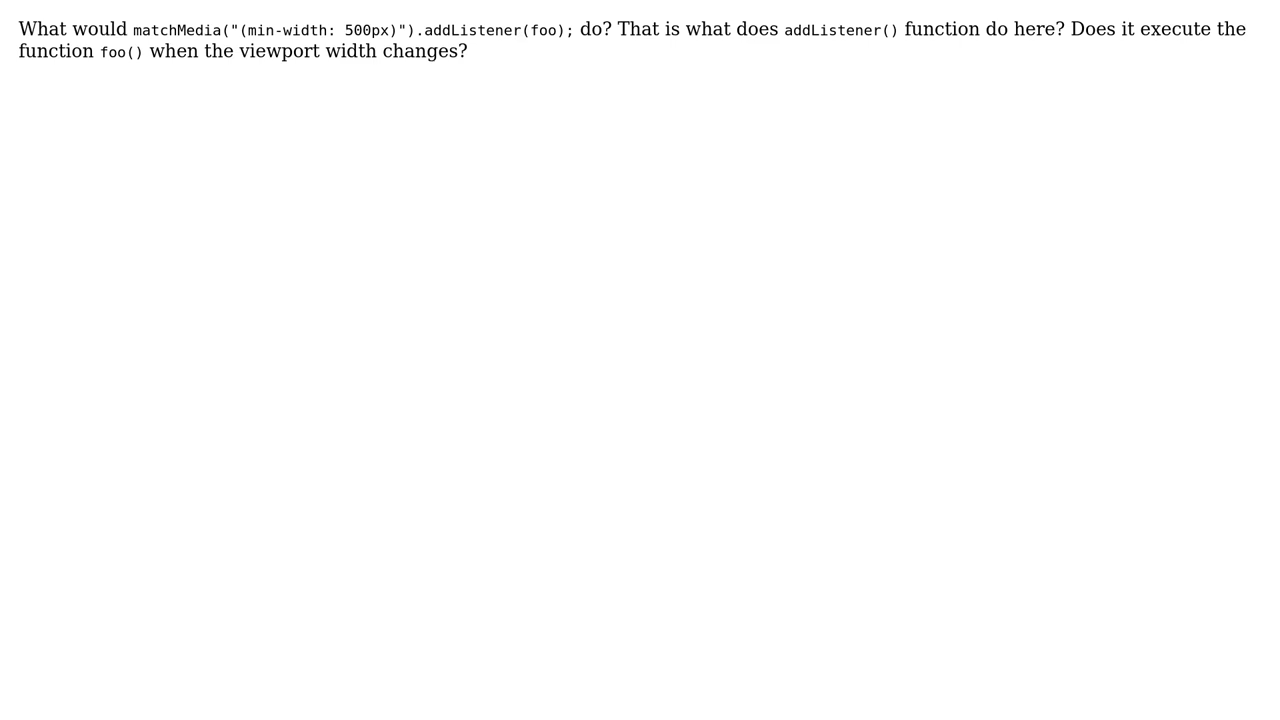 What would matchMedia("(min-width: 500px)").addListener(foo); do? That is what does addListener() function do here? Does it execute the
function foo() when the viewport width changes?